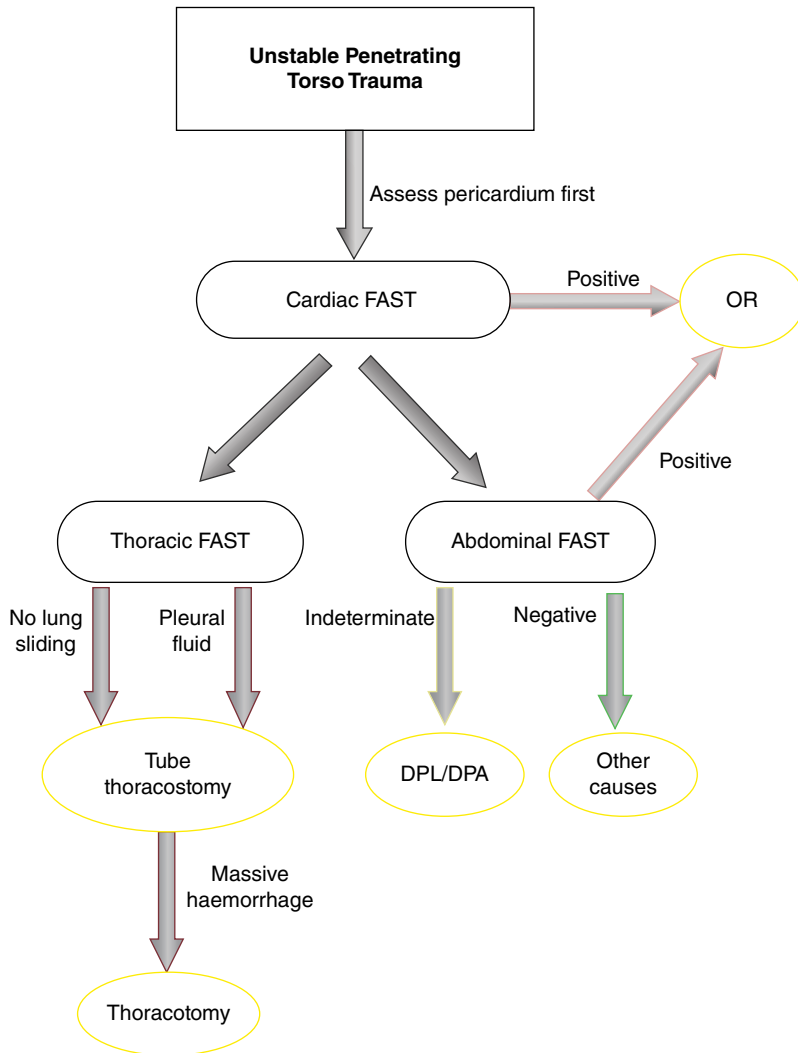 Unstable Penetrating
Torso Trauma
Assess pericardium first
Cardiac FAST
Positive
OR
Positive
Thoracic FAST
Abdominal FAST
No lung
sliding
Pleural
fluid
Indeterminate
Negative
Tube
thoracostomy
DPL/DPA
Other
causes
Massive
haemorrhage
Thoracotomy